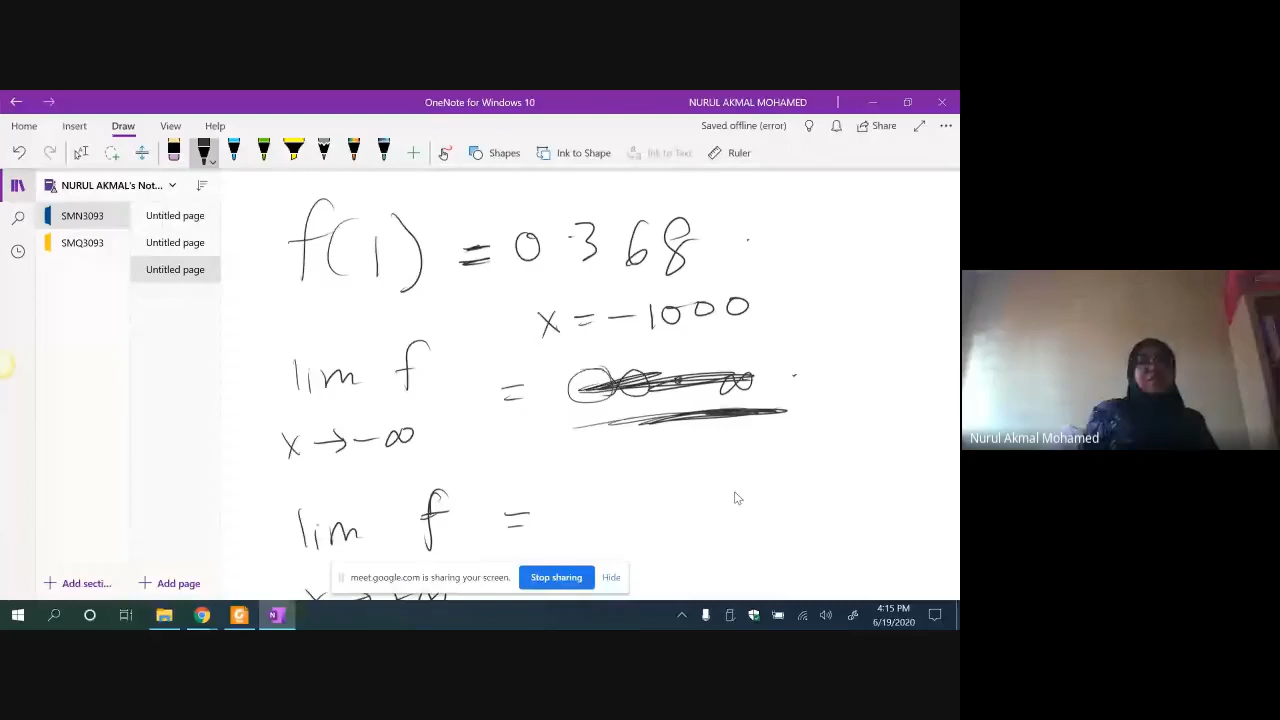 OneNote for Windows 10
NURUL AKMAL MOHAMED
Home Insert Draw View Help
Saved offline (error)
Share
Shapes
Ink to Shape
Ink to Text
Ruler
NURUL AKMAL's Not...
SMN3093
SMQ3093
Untitled page
Untitled page
Untitled page
f(1) = 0.368
x = -1000
lim f =
x → -∞
lim f =
Add secti...
Add page
meet.google.com is sharing your screen.
Stop sharing
Hide
4:15 PM
6/19/2020
Nurul Akmal Mohamed